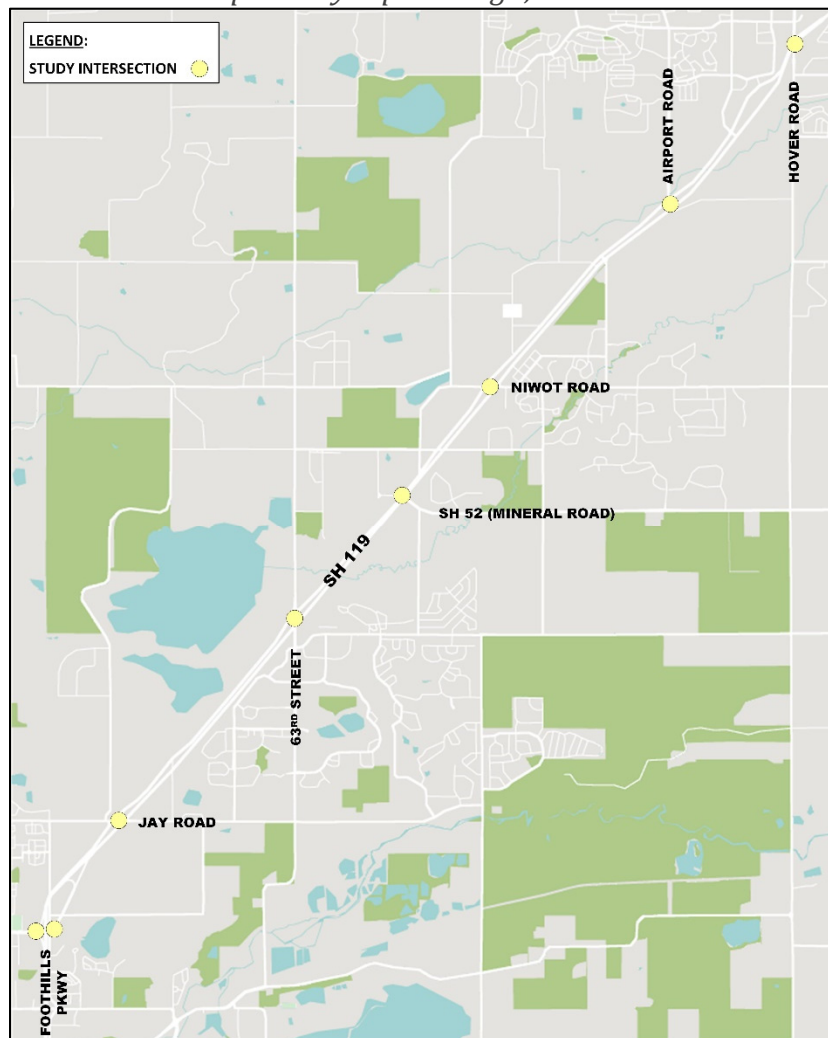 LEGEND:
STUDY INTERSECTION
AIRPORT ROAD
HOVER ROAD
NIWOT ROAD
SH 52 (MINERAL ROAD)
SH 119
63RD STREET
JAY ROAD
FOOTHILLS
PKWY